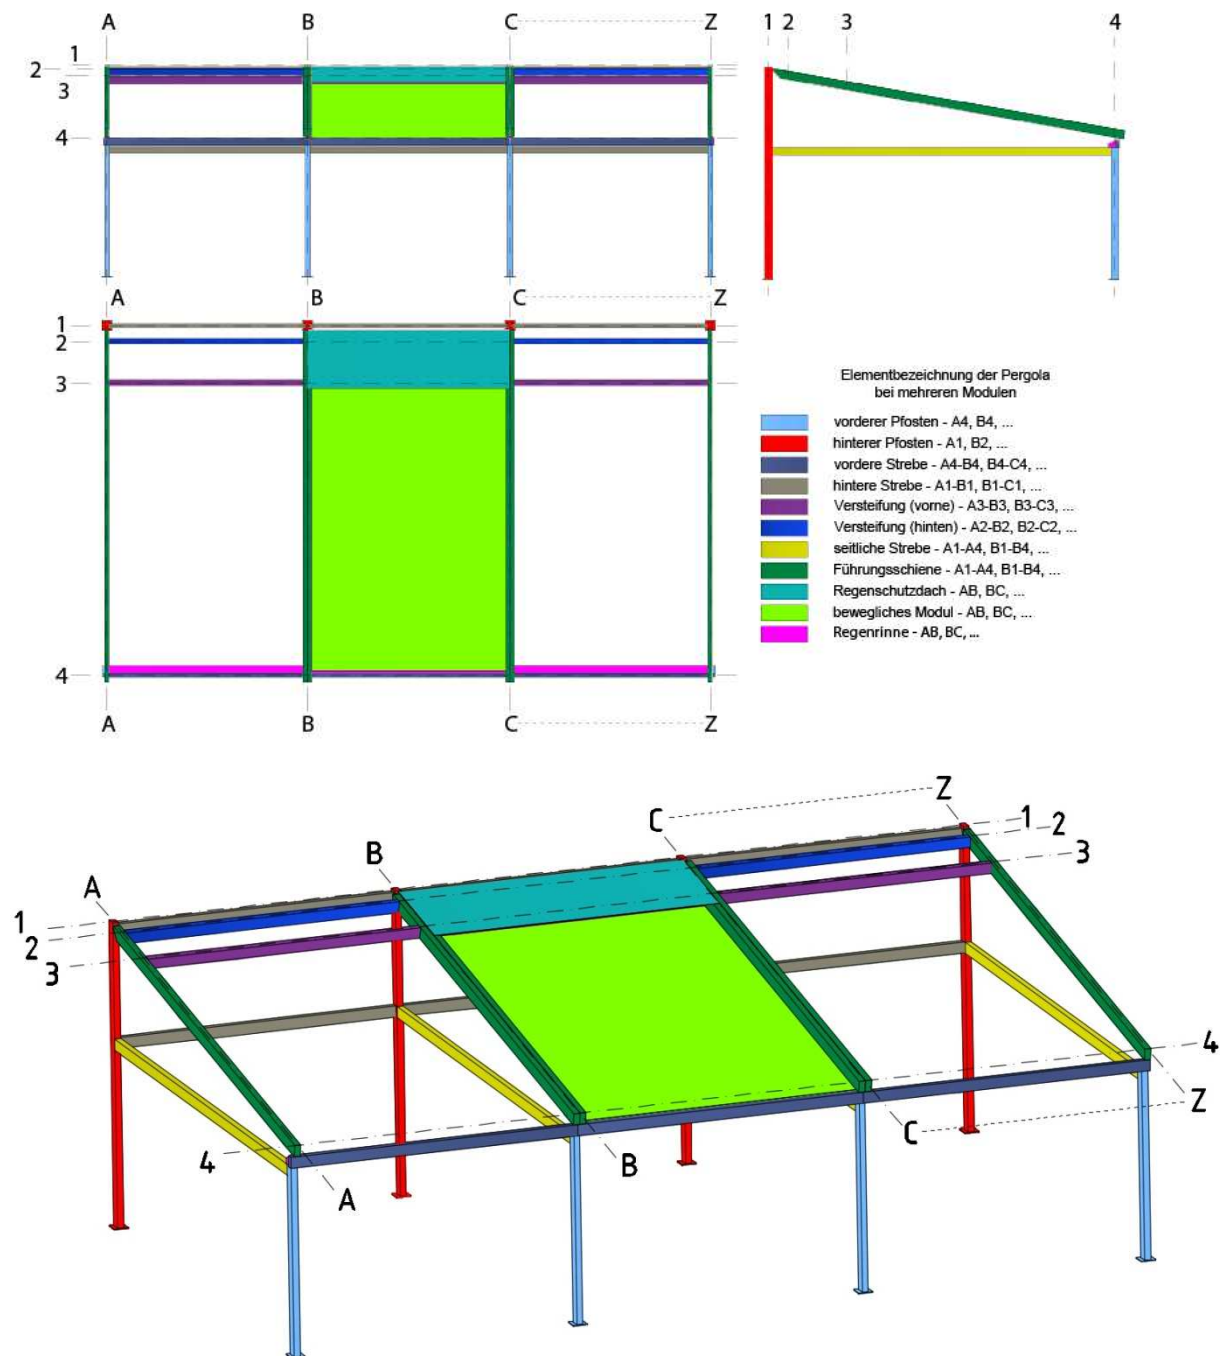 A B C Z
1 2 3 4
1
2
3
4
A B C Z
1
2
3
4
A B C Z
Elementbezeichnung der Pergola
bei mehreren Modulen
vorderer Pfosten - A4, B4, ...
hinterer Pfosten - A1, B2, ...
vordere Strebe - A4-B4, B4-C4, ...
hintere Strebe - A1-B1, B1-C1, ...
Versteifung (vorne) - A3-B3, B3-C3, ...
Versteifung (hinten) - A2-B2, B2-C2, ...
seitliche Strebe - A1-A4, B1-B4, ...
Führungsschiene - A1-A4, B1-B4, ...
Regenschutzdach - AB, BC, ...
bewegliches Modul - AB, BC, ...
Regenrinne - AB, BC, ...
Z
C
B
A
1
2
3
1
2
3
4
4
Z
C
B
A